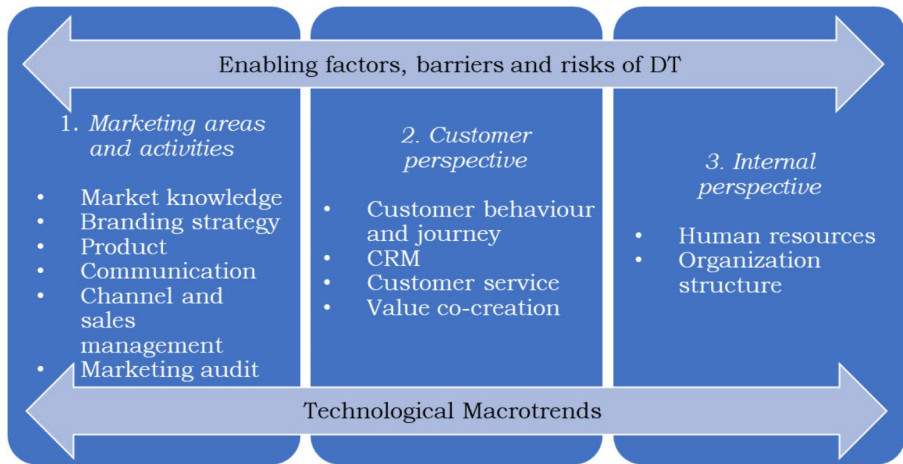 Enabling factors, barriers and risks of DT
1. Marketing areas
and activities
• Market knowledge
• Branding strategy
• Product
• Communication
• Channel and
sales
management
• Marketing audit
2. Customer
perspective
• Customer behaviour
and journey
• CRM
• Customer service
• Value co-creation
3. Internal
perspective
• Human resources
• Organization
structure
Technological Macrotrends